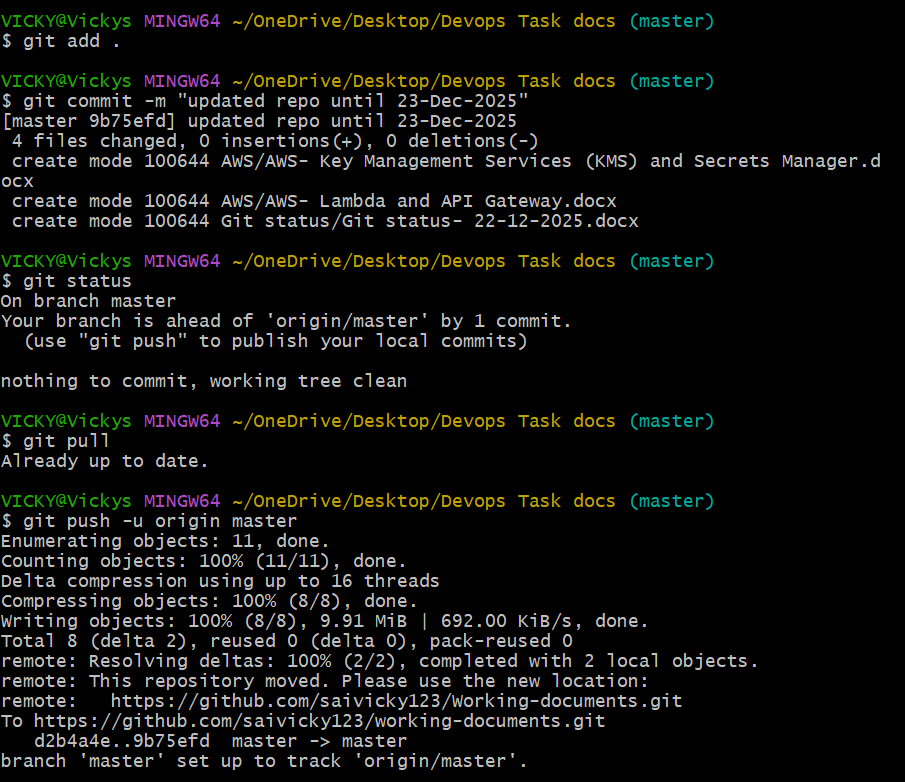 VICKY@Vickys MINGW64 ~/OneDrive/Desktop/Devops Task docs (master)
$ git add .
VICKY@Vickys MINGW64 ~/OneDrive/Desktop/Devops Task docs (master)
$ git commit -m "updated repo until 23-Dec-2025"
[master 9b75efd] updated repo until 23-Dec-2025
 4 files changed, 0 insertions(+), 0 deletions(-)
 create mode 100644 AWS/AWS- Key Management Services (KMS) and Secrets Manager.d
ocx
 create mode 100644 AWS/AWS- Lambda and API Gateway.docx
 create mode 100644 Git status/Git status- 22-12-2025.docx
VICKY@Vickys MINGW64 ~/OneDrive/Desktop/Devops Task docs (master)
$ git status
On branch master
Your branch is ahead of 'origin/master' by 1 commit.
  (use "git push" to publish your local commits)
nothing to commit, working tree clean
VICKY@Vickys MINGW64 ~/OneDrive/Desktop/Devops Task docs (master)
$ git pull
Already up to date.
VICKY@Vickys MINGW64 ~/OneDrive/Desktop/Devops Task docs (master)
$ git push -u origin master
Enumerating objects: 11, done.
Counting objects: 100% (11/11), done.
Delta compression using up to 16 threads
Compressing objects: 100% (8/8), done.
Writing objects: 100% (8/8), 9.91 MiB | 692.00 KiB/s, done.
Total 8 (delta 2), reused 0 (delta 0), pack-reused 0
remote: Resolving deltas: 100% (2/2), completed with 2 local objects.
remote: This repository moved. Please use the new location:
remote:   https://github.com/saivicky123/Working-documents.git
To https://github.com/saivicky123/working-documents.git
   d2b4a4e..9b75efd  master -> master
branch 'master' set up to track 'origin/master'.